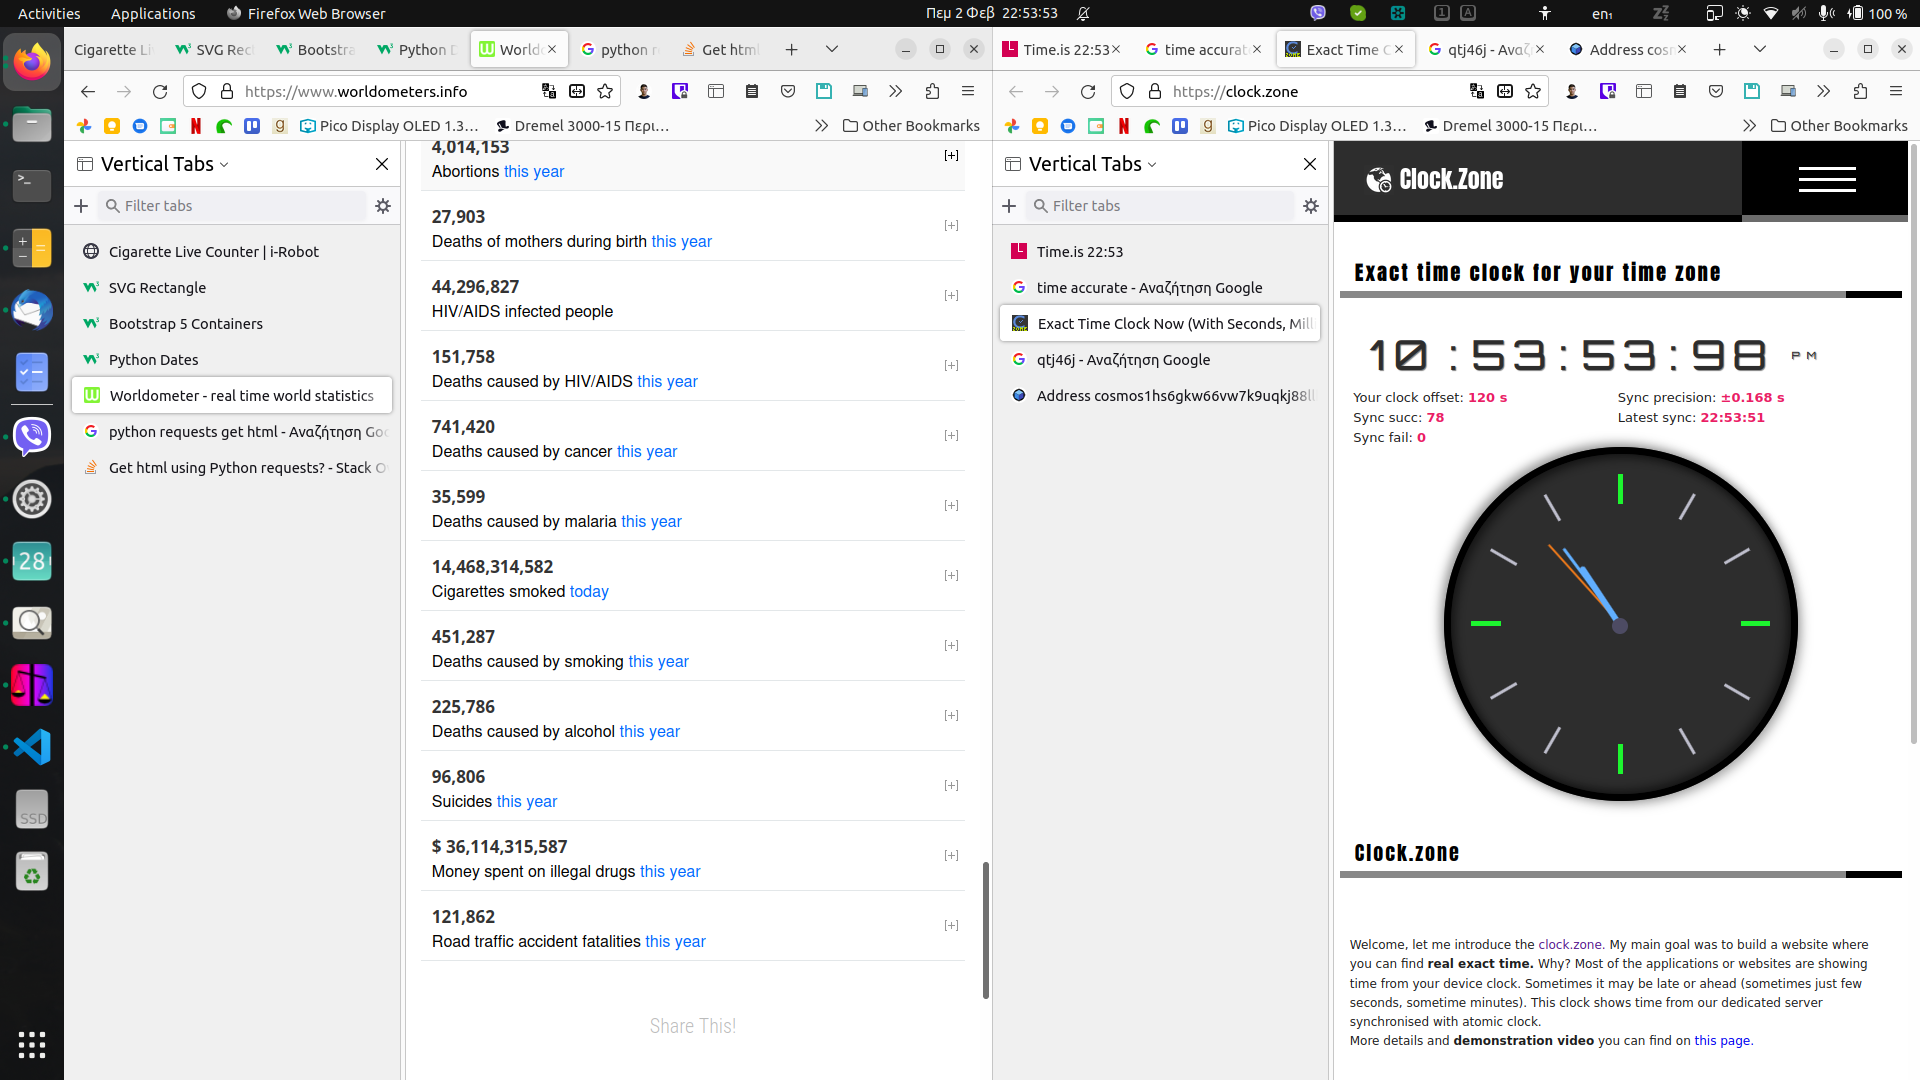 Activities
Applications
Firefox Web Browser
Πεμ 2 Φεβ 22:53:53
en₁
100 %
Cigarette Li
SVG Rec
Bootstra
Python D
World
python re
Get html
https://www.worldometers.info
Pico Display OLED 1.3…
Dremel 3000-15 Περι…
Other Bookmarks
Vertical Tabs
Filter tabs
Cigarette Live Counter | i-Robot
SVG Rectangle
Bootstrap 5 Containers
Python Dates
Worldometer - real time world statistics
python requests get html - Αναζήτηση Goo
Get html using Python requests? - Stack O
28
SSD
4,014,153
Abortions this year
[+]
27,903
Deaths of mothers during birth this year
[+]
44,296,827
HIV/AIDS infected people
[+]
151,758
Deaths caused by HIV/AIDS this year
[+]
741,420
Deaths caused by cancer this year
[+]
35,599
Deaths caused by malaria this year
[+]
14,468,314,582
Cigarettes smoked today
[+]
451,287
Deaths caused by smoking this year
[+]
225,786
Deaths caused by alcohol this year
[+]
96,806
Suicides this year
[+]
$ 36,114,315,587
Money spent on illegal drugs this year
[+]
121,862
Road traffic accident fatalities this year
[+]
Share This!
Time.is 22:53
time accurat
Exact Time C
qtj46j - Αναζ
Address cosm
https://clock.zone
Pico Display OLED 1.3…
Dremel 3000-15 Περι…
Other Bookmarks
Vertical Tabs
Filter tabs
Time.is 22:53
time accurate - Αναζήτηση Google
Exact Time Clock Now (With Seconds, Mill
qtj46j - Αναζήτηση Google
Address cosmos1hs6gkw66vw7k9uqkj88ll
Clock.Zone
Exact time clock for your time zone
10:53:53:98 PM
Your clock offset: 120 s
Sync precision: ±0.168 s
Sync succ: 78
Latest sync: 22:53:51
Sync fail: 0
Clock.zone
Welcome, let me introduce the clock.zone. My main goal was to build a website where
you can find real exact time. Why? Most of the applications or websites are showing
time from your device clock. Sometimes it may be late or ahead (sometimes just few
seconds, sometime minutes). This clock shows time from our dedicated server
synchronised with atomic clock.
More details and demonstration video you can find on this page.